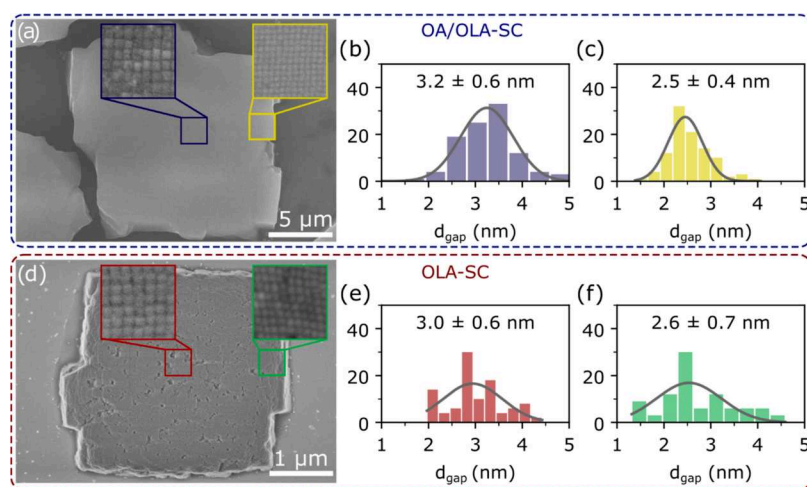 OA/OLA-SC
(a)
5 µm
(b)
3.2 ± 0.6 nm
40
20
0
1 2 3 4 5
d_gap (nm)
(c)
2.5 ± 0.4 nm
40
20
0
1 2 3 4 5
d_gap (nm)
OLA-SC
(d)
1 µm
(e)
3.0 ± 0.6 nm
40
20
0
1 2 3 4 5
d_gap (nm)
(f)
2.6 ± 0.7 nm
40
20
0
1 2 3 4 5
d_gap (nm)